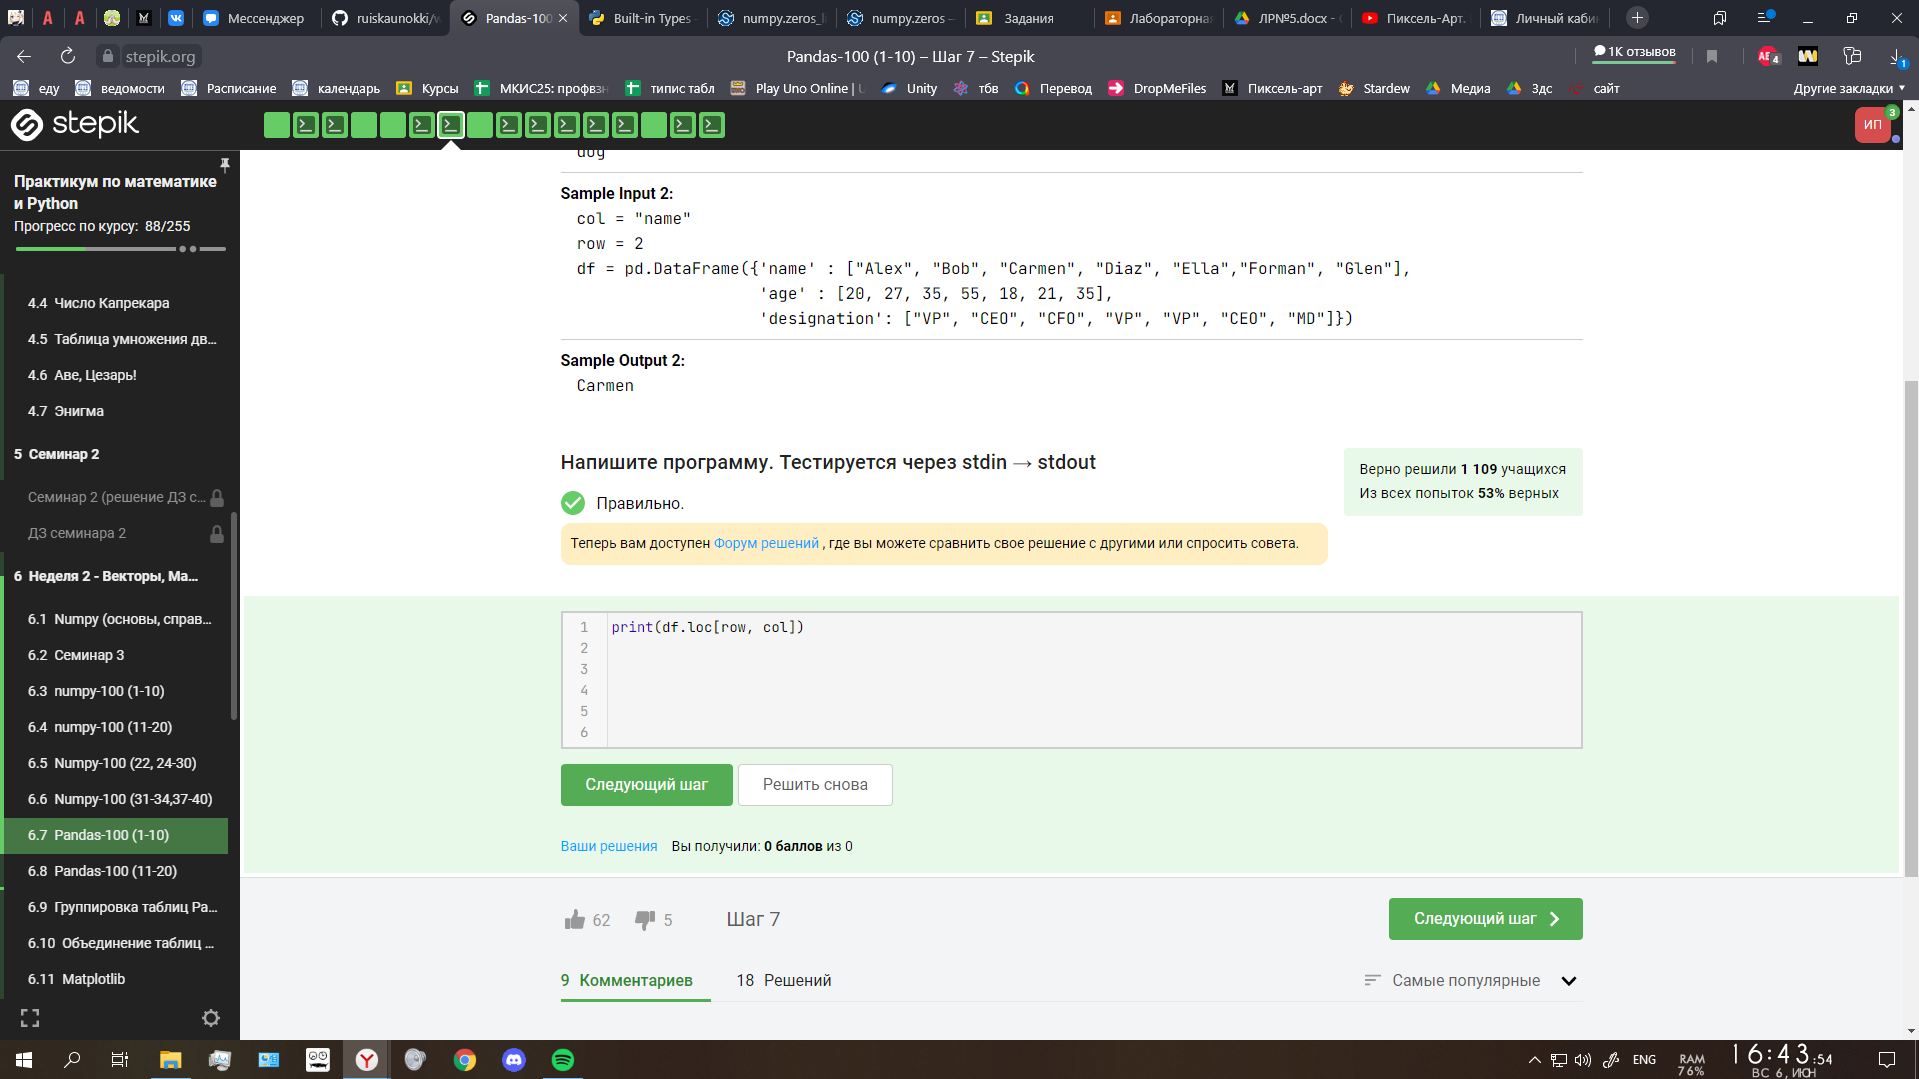 Мессенджер
ruiskaunokki/
Pandas-100
Built-in Types
numpy.zeros_l
numpy.zeros –
Задания
Лабораторна
ЛР№5.docx -
Пиксель-Арт.
Личный каби
stepik.org
Pandas-100 (1-10) – Шаг 7 – Stepik
1K отзывов
еду
ведомости
Расписание
календарь
Курсы
МКИС25: профвз
типис табл
Play Uno Online |
Unity
тбв
Перевод
DropMeFiles
Пиксель-арт
Stardew
Медиа
Здс
сайт
Другие закладки
stepik
ИП
3
Практикум по математике
и Python
Прогресс по курсу: 88/255
4.4 Число Капрекара
4.5 Таблица умножения дв...
4.6 Аве, Цезарь!
4.7 Энигма
5 Семинар 2
Семинар 2 (решение ДЗ с...
ДЗ семинара 2
6 Неделя 2 - Векторы, Ма...
6.1 Numpy (основы, справ...
6.2 Семинар 3
6.3 numpy-100 (1-10)
6.4 numpy-100 (11-20)
6.5 Numpy-100 (22, 24-30)
6.6 Numpy-100 (31-34,37-40)
6.7 Pandas-100 (1-10)
6.8 Pandas-100 (11-20)
6.9 Группировка таблиц Pa...
6.10 Объединение таблиц ...
6.11 Matplotlib
dog
Sample Input 2:
col = "name"
row = 2
df = pd.DataFrame({'name' : ["Alex", "Bob", "Carmen", "Diaz", "Ella","Forman", "Glen"],
'age' : [20, 27, 35, 55, 18, 21, 35],
'designation': ["VP", "CEO", "CFO", "VP", "VP", "CEO", "MD"]})
Sample Output 2:
Carmen
Напишите программу. Тестируется через stdin → stdout
Верно решили 1 109 учащихся
Из всех попыток 53% верных
Правильно.
Теперь вам доступен Форум решений , где вы можете сравнить свое решение с другими или спросить совета.
1 print(df.loc[row, col])
2
3
4
5
6
Следующий шаг
Решить снова
Ваши решения Вы получили: 0 баллов из 0
62
5
Шаг 7
Следующий шаг
9 Комментариев
18 Решений
Самые популярные
ENG
RAM
76%
16:43:54
ВС 6, ИЮН